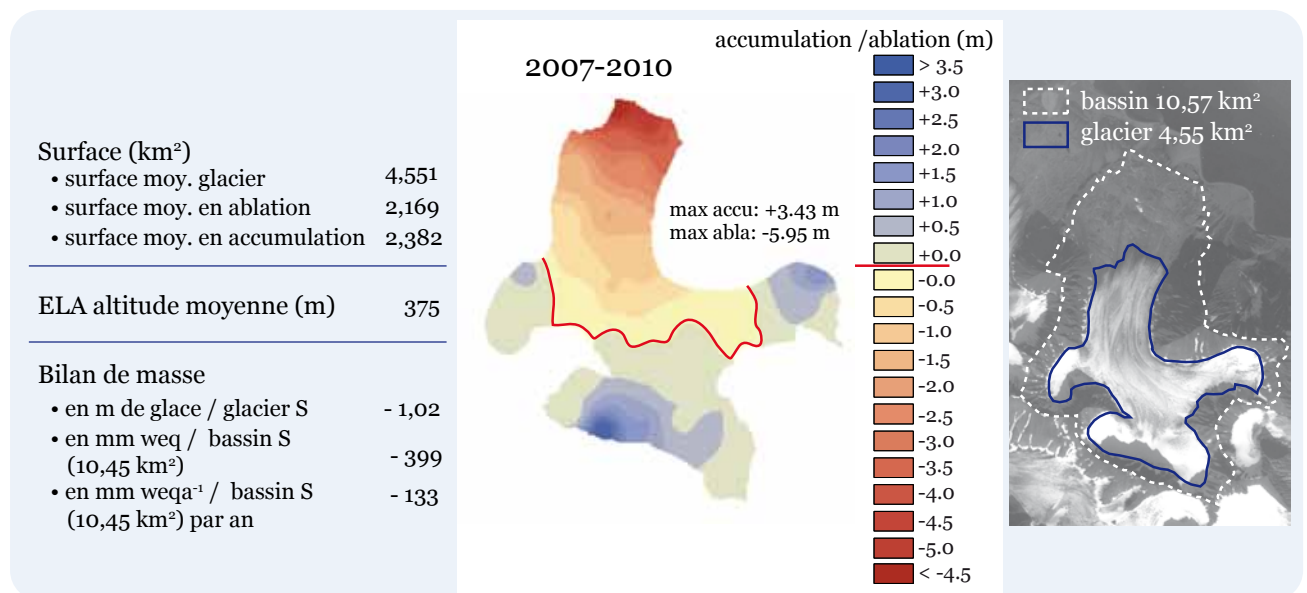 Surface (km²)
• surface moy. glacier 4,551
• surface moy. en ablation 2,169
• surface moy. en accumulation 2,382
ELA altitude moyenne (m) 375
Bilan de masse
• en m de glace / glacier S - 1,02
• en mm weq / bassin S
(10,45 km²) - 399
• en mm weqa⁻¹ / bassin S - 133
(10,45 km²) par an
2007-2010
max accu: +3.43 m
max abla: -5.95 m
accumulation /ablation (m)
> 3.5
+3.0
+2.5
+2.0
+1.5
+1.0
+0.5
+0.0
-0.0
-0.5
-1.0
-1.5
-2.0
-2.5
-3.0
-3.5
-4.0
-4.5
-5.0
< -4.5
bassin 10,57 km²
glacier 4,55 km²